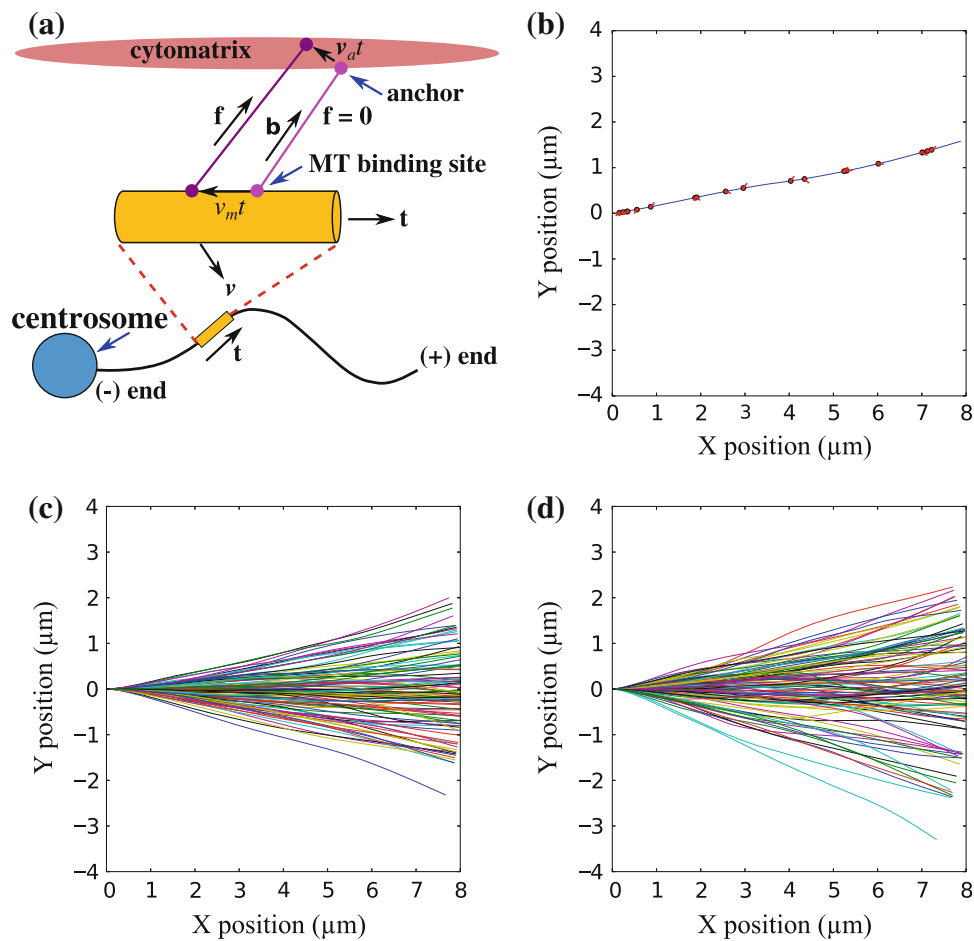 (a)
cytomatrix
vₐt
anchor
f
b
f = 0
MT binding site
vₘt
t
v
centrosome
t
(-) end
(+) end
(b)
4
3
2
1
0
−1
−2
−3
−4
Y position (µm)
0 1 2 3 4 5 6 7 8
X position (µm)
(c)
4
3
2
1
0
−1
−2
−3
−4
Y position (µm)
0 1 2 3 4 5 6 7 8
X position (µm)
(d)
4
3
2
1
0
−1
−2
−3
−4
Y position (µm)
0 1 2 3 4 5 6 7 8
X position (µm)